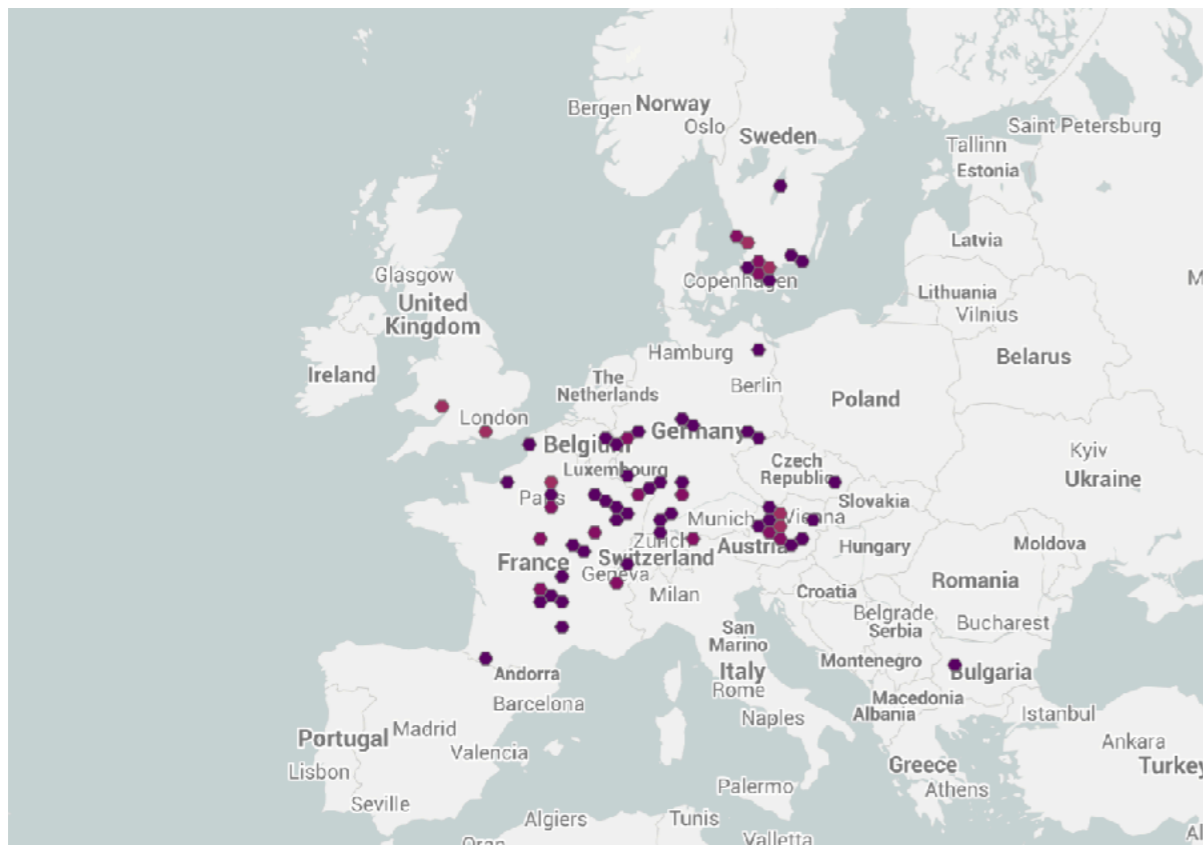 Bergen
Norway
Oslo
Sweden
Saint Petersburg
Tallinn
Estonia
Latvia
Glasgow
Copenhagen
Lithuania
Vilnius
M
United
Kingdom
Hamburg
Belarus
Ireland
The
Netherlands
Berlin
Poland
London
Belgium
Germany
Kyiv
Ukraine
Czech
Republic
Luxembourg
Paris
Slovakia
Munich
Vienna
Zurich
Switzerland
Austria
Hungary
Moldova
France
Geneva
Milan
Croatia
Romania
Belgrade
Serbia
Bucharest
San
Marino
Andorra
Italy
Montenegro
Bulgaria
Rome
Macedonia
Barcelona
Albania
Istanbul
Naples
Madrid
Portugal
Valencia
Ankara
Greece
Turkey
Lisbon
Athens
Palermo
Seville
Algiers
Tunis
Al
Oran
Valletta